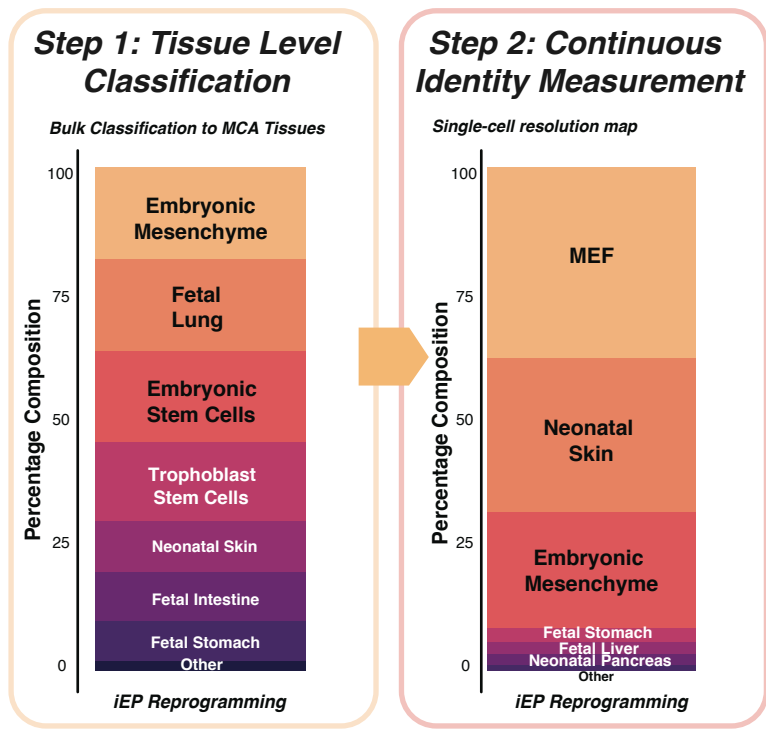 Step 1: Tissue Level
Classification
Bulk Classification to MCA Tissues
Percentage Composition
100
75
50
25
0
Embryonic
Mesenchyme
Fetal
Lung
Embryonic
Stem Cells
Trophoblast
Stem Cells
Neonatal Skin
Fetal Intestine
Fetal Stomach
Other
iEP Reprogramming
Step 2: Continuous
Identity Measurement
Single-cell resolution map
Percentage Composition
100
75
50
25
0
MEF
Neonatal
Skin
Embryonic
Mesenchyme
Fetal Stomach
Fetal Liver
Neonatal Pancreas
Other
iEP Reprogramming